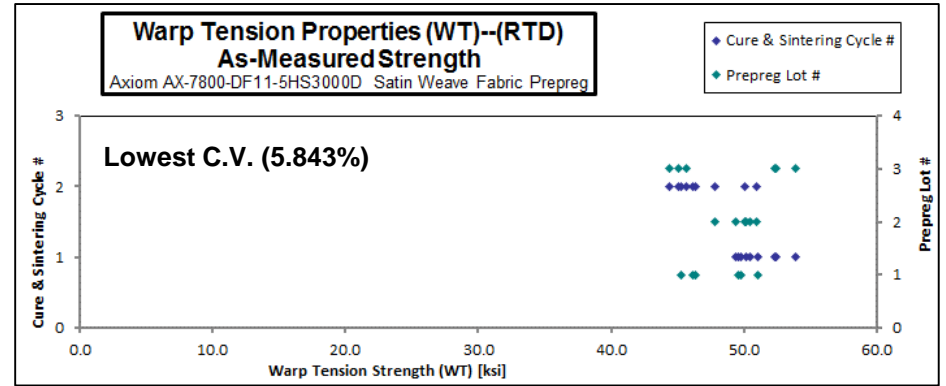 Warp Tension Properties (WT)--(RTD)
As-Measured Strength
Axiom AX-7800-DF11-5HS3000D Satin Weave Fabric Prepreg
Cure & Sintering Cycle #
Prepreg Lot #
Lowest C.V. (5.843%)
Cure & Sintering Cycle #
3
2
1
0
4
3
2
1
0
Prepreg Lot #
0.0 10.0 20.0 30.0 40.0 50.0 60.0
Warp Tension Strength (WT) [ksi]